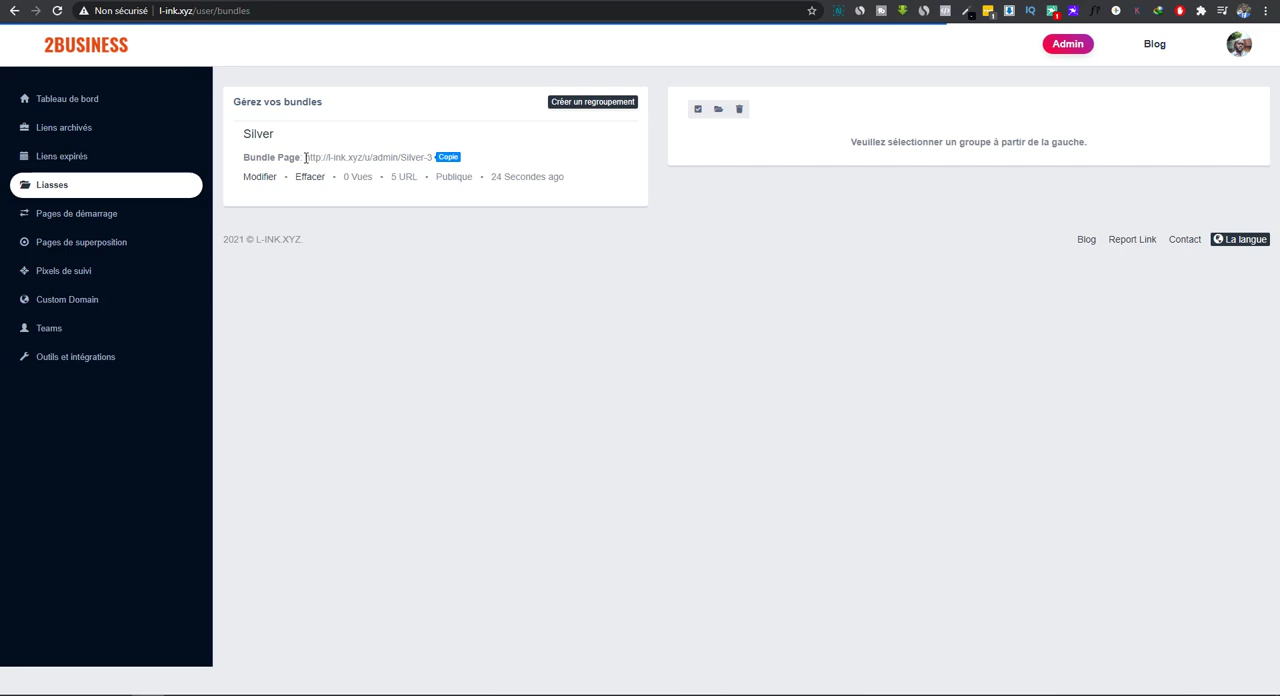 Non sécurisé | l-ink.xyz/user/bundles
2BUSINESS
Admin
Blog
Tableau de bord
Liens archivés
Liens expirés
Liasses
Pages de démarrage
Pages de superposition
Pixels de suivi
Custom Domain
Teams
Outils et intégrations
Gérez vos bundles
Créer un regroupement
Silver
Bundle Page: http://l-ink.xyz/u/admin/Silver-3 Copie
Modifier • Effacer • 0 Vues • 5 URL • Publique • 24 Secondes ago
Veuillez sélectionner un groupe à partir de la gauche.
2021 © L-INK.XYZ.
Blog Report Link Contact La langue